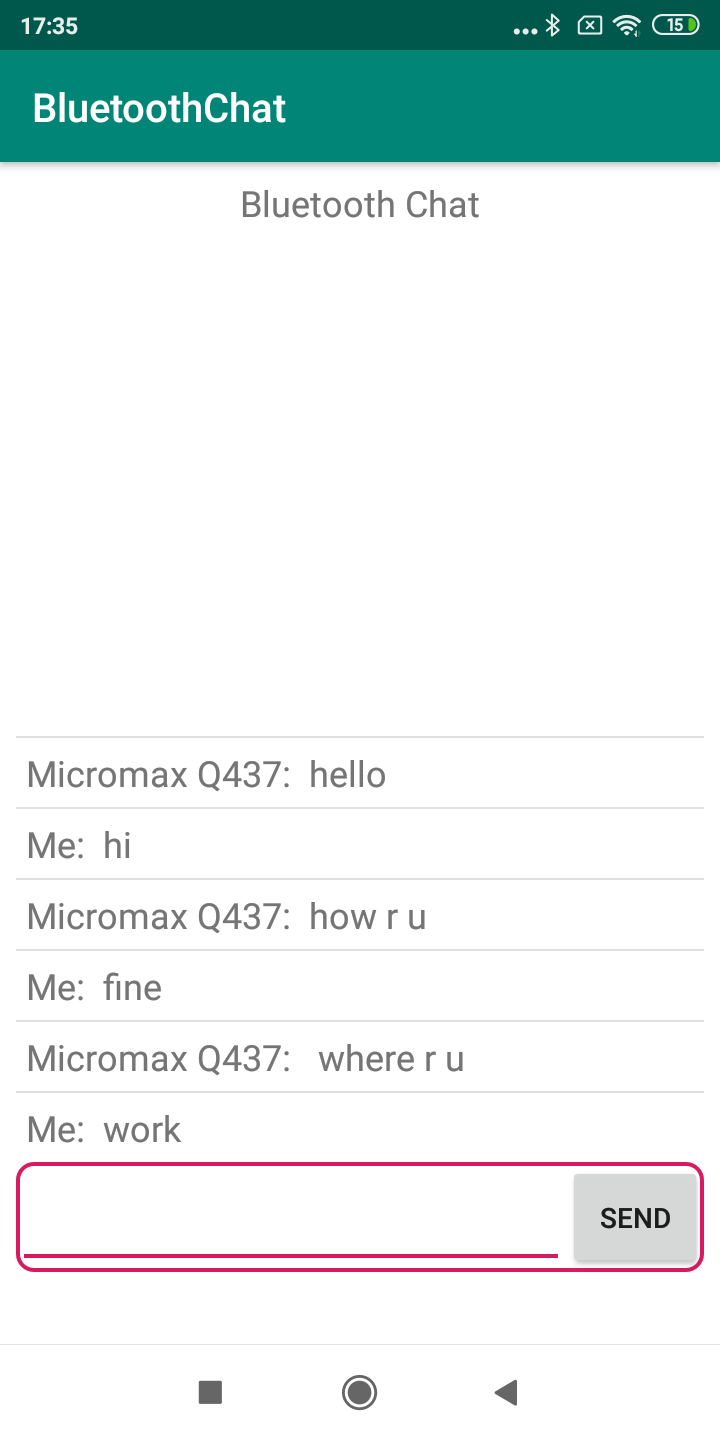 17:35
15
BluetoothChat
Bluetooth Chat
Micromax Q437: hello
Me: hi
Micromax Q437: how r u
Me: fine
Micromax Q437: where r u
Me: work
SEND